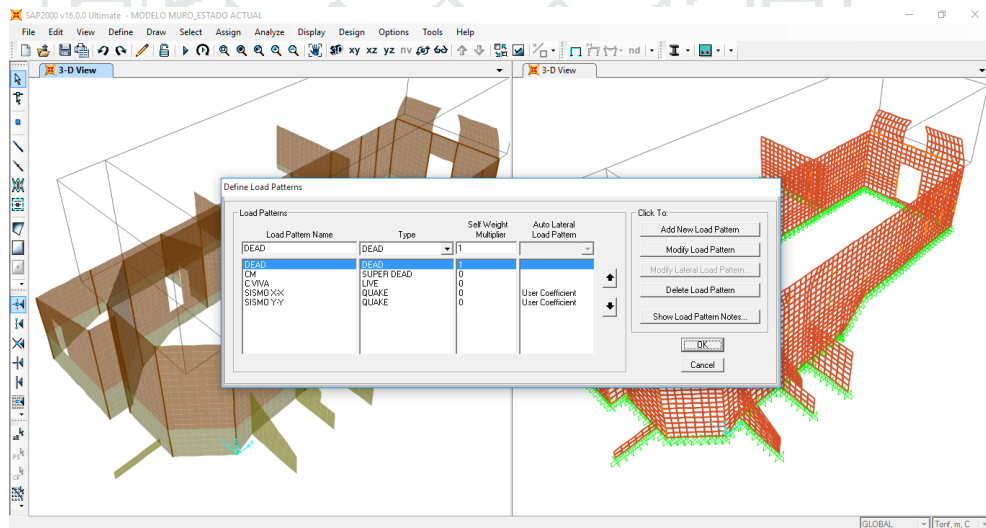 SAP2000 v16.0.0 Ultimate - MODELO MURO_ESTADO ACTUAL
File Edit View Define Draw Select Assign Analyze Display Design Options Tools Help
xy xz yz nv nd
3-D View
3-D View
Define Load Patterns
Load Patterns
Load Pattern Name Type Self Weight Multiplier Auto Lateral Load Pattern
DEAD DEAD 1
DEAD DEAD 1
CM SUPER DEAD 0
C VIVA LIVE 0
SISMO X-X QUAKE 0 User Coefficient
SISMO Y-Y QUAKE 0 User Coefficient
Click To:
Add New Load Pattern
Modify Load Pattern
Modify Lateral Load Pattern...
Delete Load Pattern
Show Load Pattern Notes...
OK
Cancel
all
PS
clr
GLOBAL Tonf, m, C